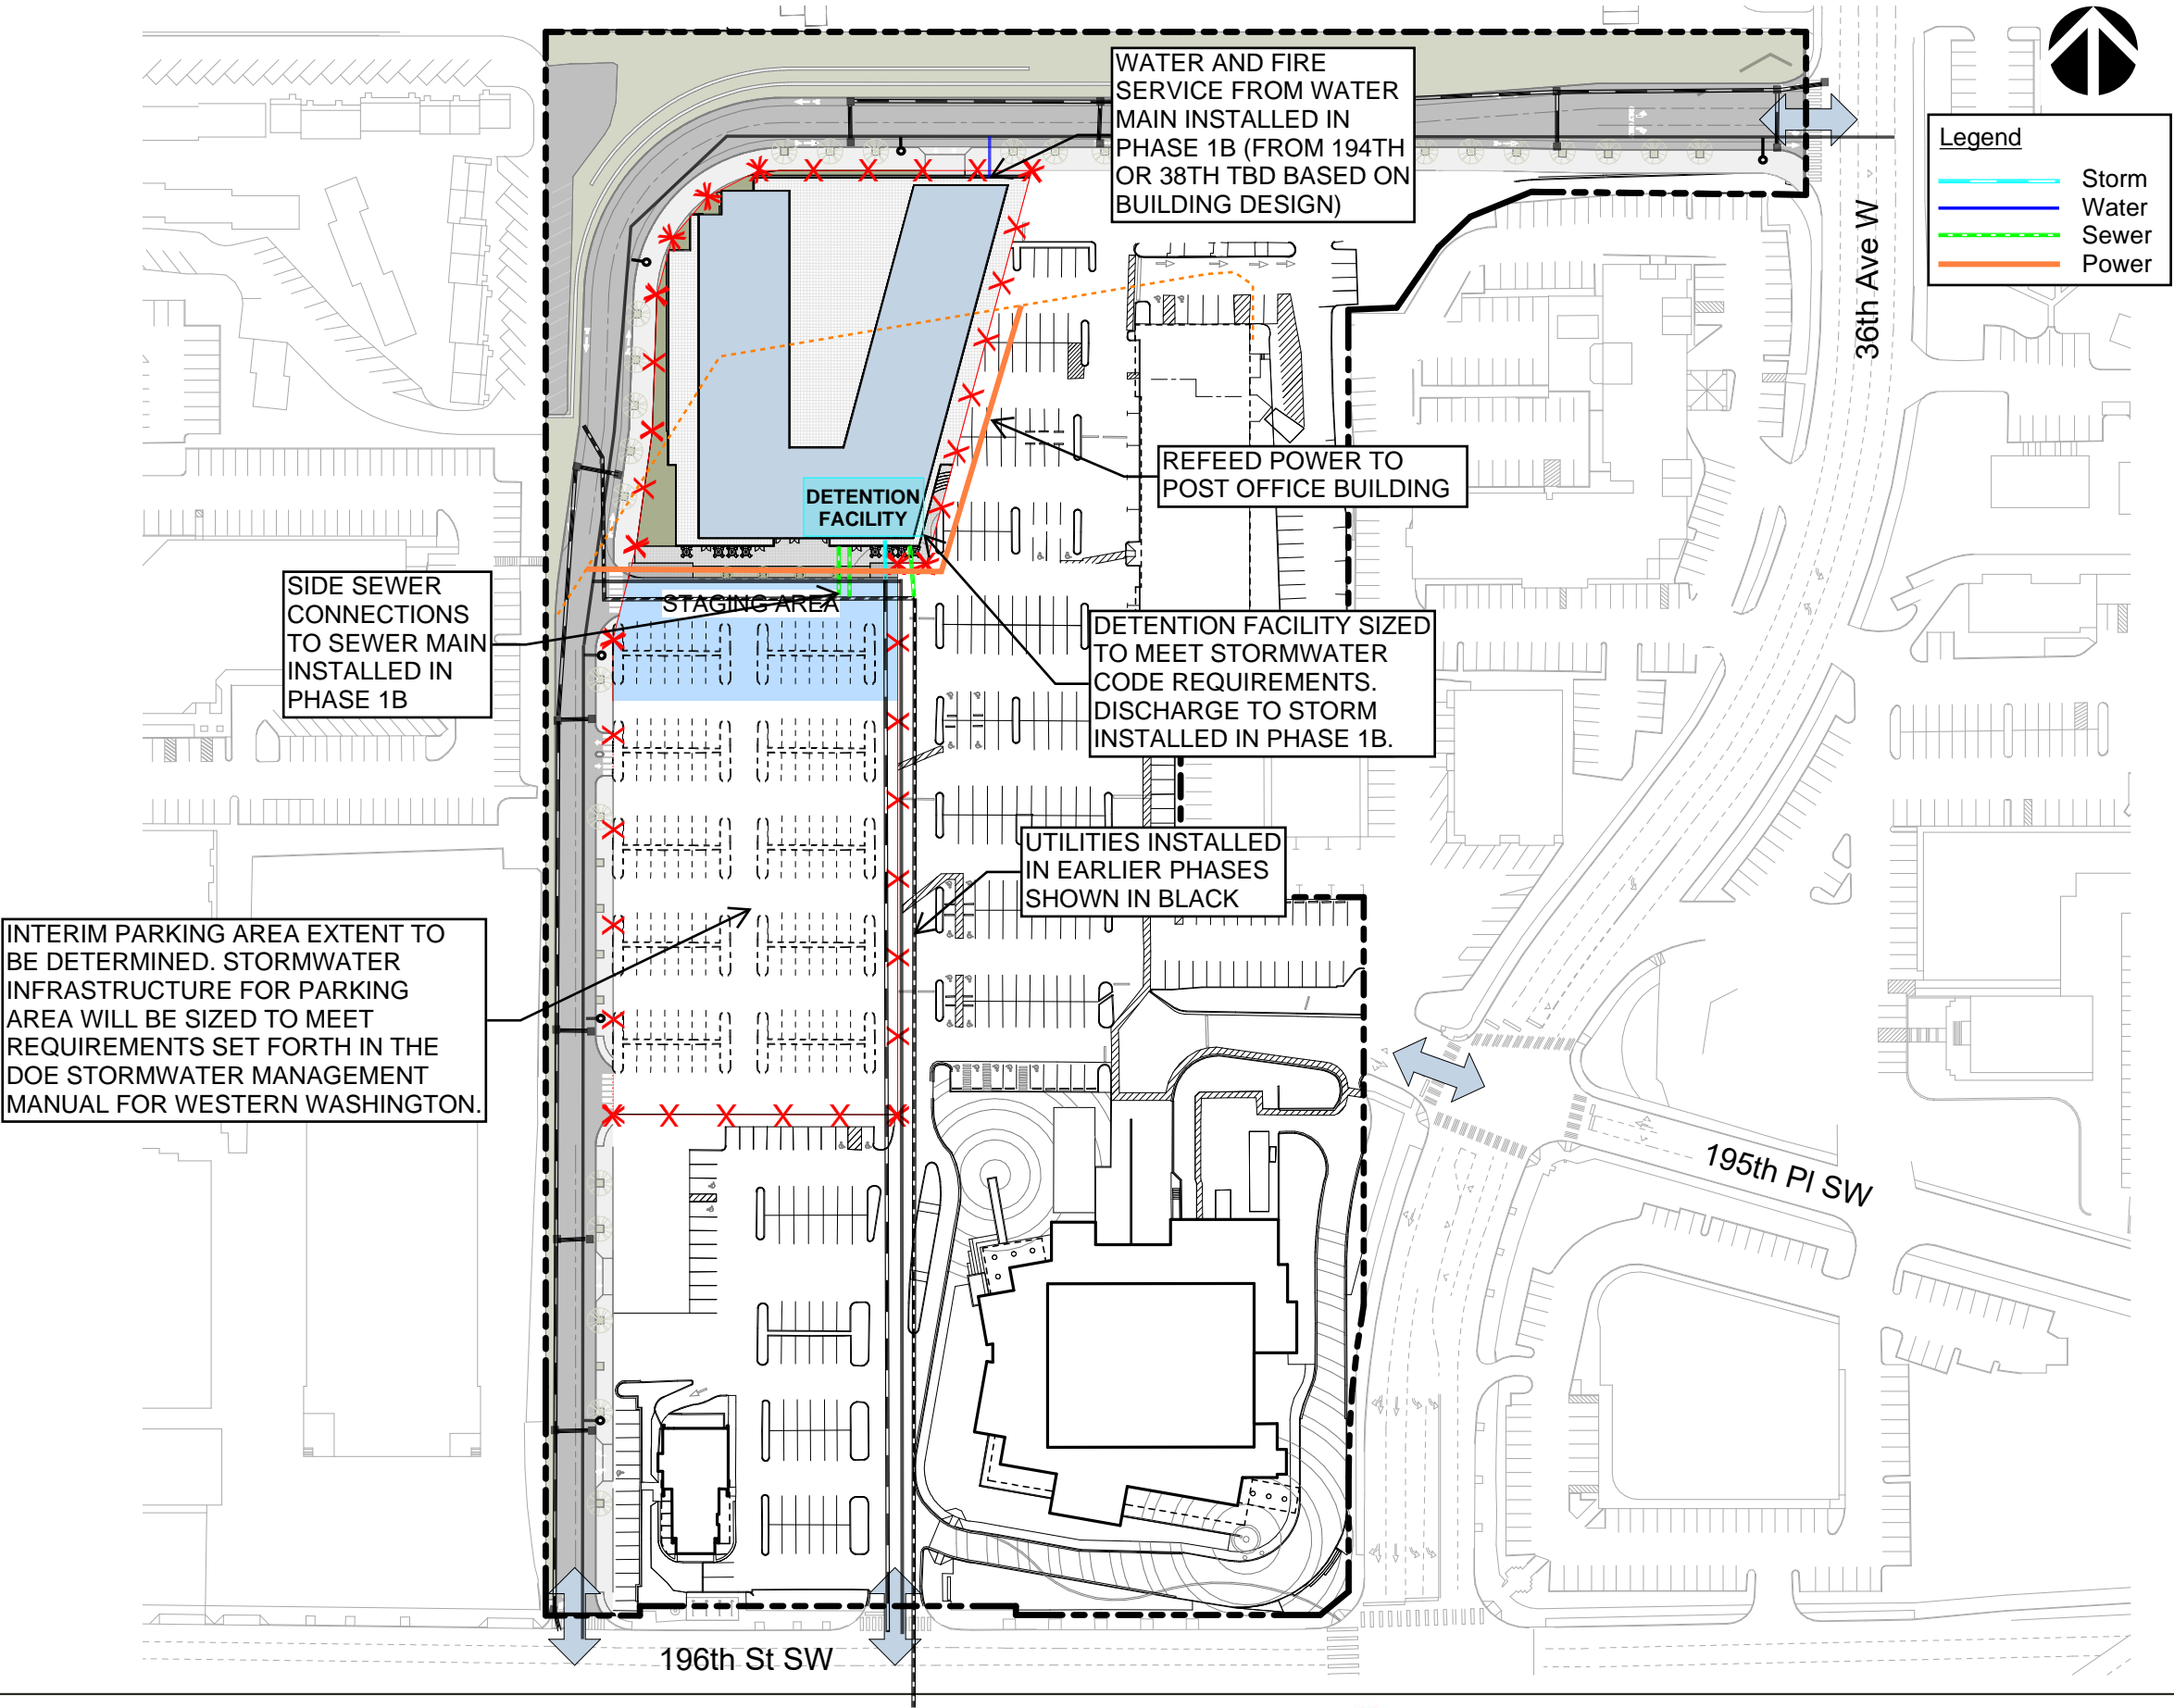 WATER AND FIRE
SERVICE FROM WATER
MAIN INSTALLED IN
PHASE 1B (FROM 194TH
OR 38TH TBD BASED ON
BUILDING DESIGN)
Legend
Storm
Water
Sewer
Power
36th Ave W
REFEED POWER TO
POST OFFICE BUILDING
DETENTION
FACILITY
SIDE SEWER
CONNECTIONS
TO SEWER MAIN
INSTALLED IN
PHASE 1B
STAGING AREA
DETENTION FACILITY SIZED
TO MEET STORMWATER
CODE REQUIREMENTS.
DISCHARGE TO STORM
INSTALLED IN PHASE 1B.
UTILITIES INSTALLED
IN EARLIER PHASES
SHOWN IN BLACK
INTERIM PARKING AREA EXTENT TO
BE DETERMINED. STORMWATER
INFRASTRUCTURE FOR PARKING
AREA WILL BE SIZED TO MEET
REQUIREMENTS SET FORTH IN THE
DOE STORMWATER MANAGEMENT
MANUAL FOR WESTERN WASHINGTON.
195th Pl SW
196th St SW